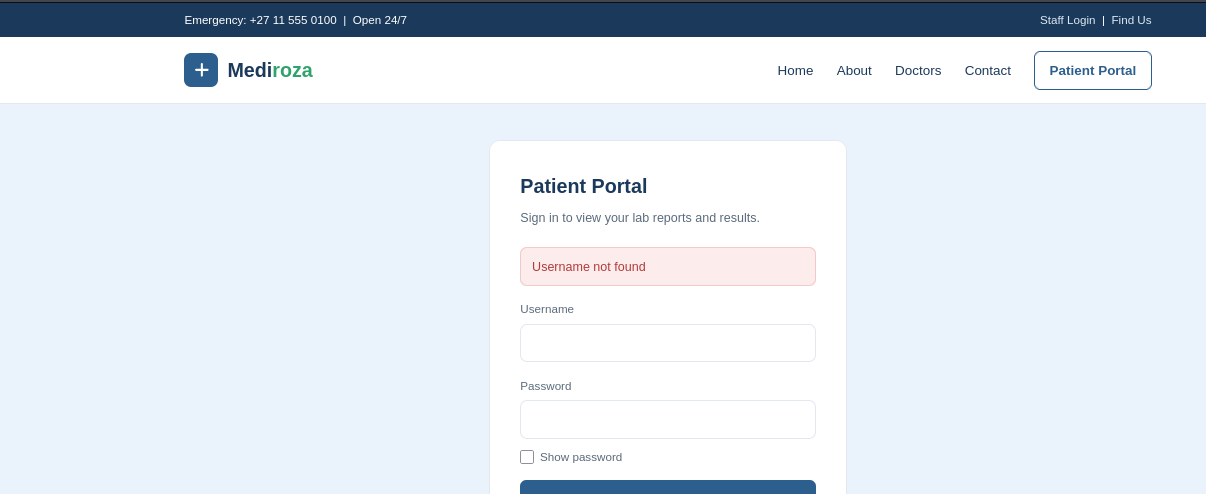 Emergency: +27 11 555 0100 | Open 24/7
Staff Login | Find Us
Mediroza
Home About Doctors Contact Patient Portal
Patient Portal
Sign in to view your lab reports and results.
Username not found
Username
Password
Show password